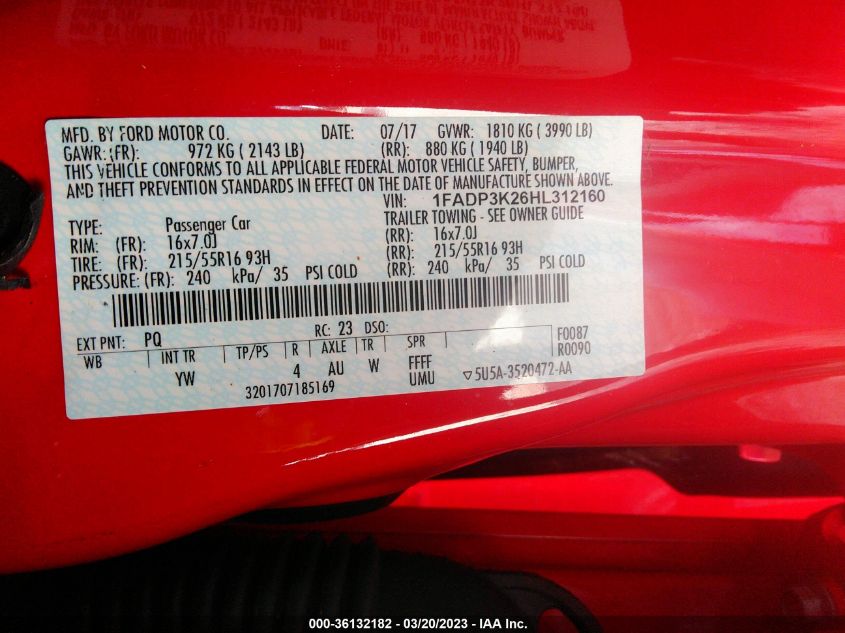 MFD. BY FORD MOTOR CO. DATE: 07/17 GVWR: 1810 KG ( 3990 LB)
GAWR: (FR): 972 KG ( 2143 LB) (RR): 880 KG ( 1940 LB)
THIS VEHICLE CONFORMS TO ALL APPLICABLE FEDERAL MOTOR VEHICLE SAFETY, BUMPER,
AND THEFT PREVENTION STANDARDS IN EFFECT ON THE DATE OF MANUFACTURE SHOWN ABOVE.
VIN: 1FADP3K26HL312160
TYPE: Passenger Car TRAILER TOWING - SEE OWNER GUIDE
RIM: (FR): 16x7.0J (RR): 16x7.0J
TIRE: (FR): 215/55R16 93H (RR): 215/55R16 93H
PRESSURE: (FR): 240 kPa/ 35 PSI COLD (RR): 240 kPa/ 35 PSI COLD
EXT PNT: PQ RC: 23 DSO: F0087
WB INT TR TP/PS R AXLE TR SPR R0090
YW 4 AU W FFFF
3201707185169 UMU ▽5U5A-3520472-AA
000-36132182 - 03/20/2023 - IAA Inc.